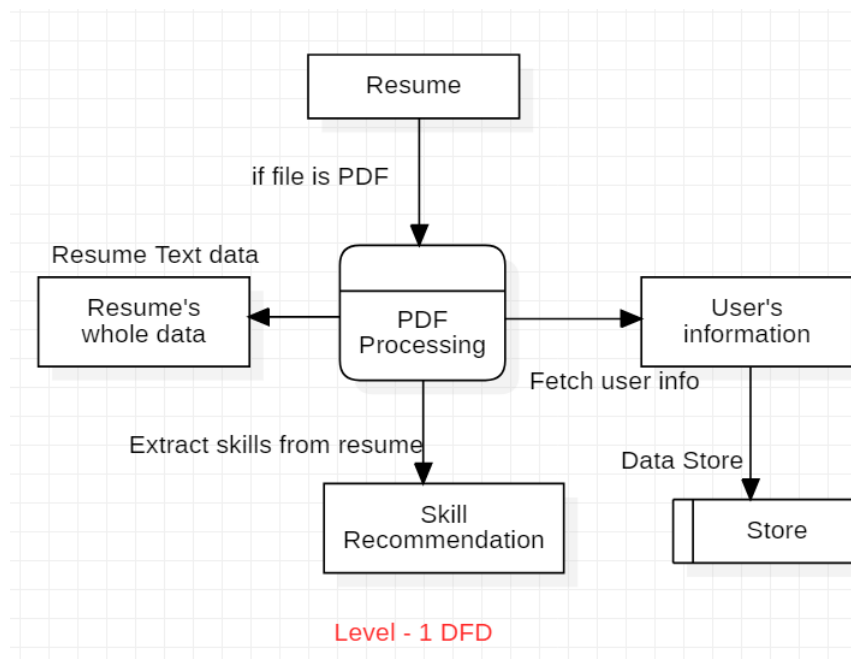 Resume
if file is PDF
Resume Text data
Resume's
whole data
PDF
Processing
User's
information
Fetch user info
Extract skills from resume
Data Store
Skill
Recommendation
Store
Level - 1 DFD